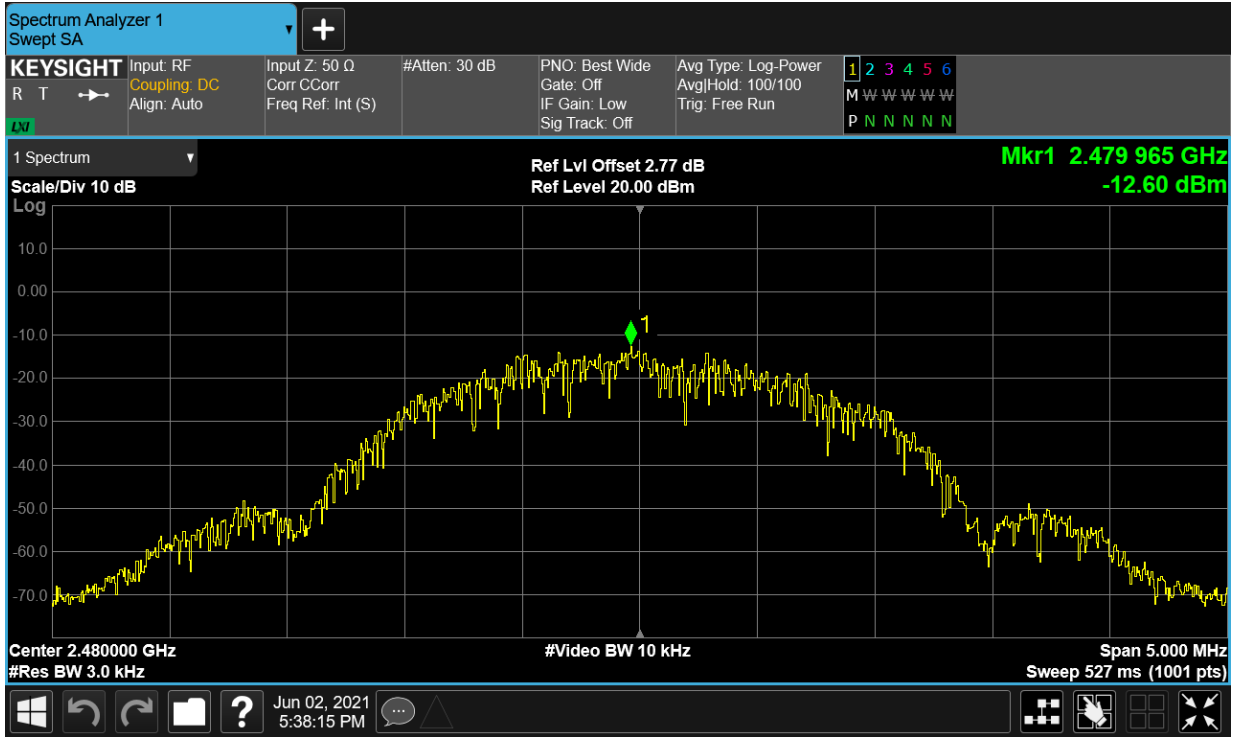 Spectrum Analyzer 1
Swept SA
KEYSIGHT
R T
LXI
Input: RF
Coupling: DC
Align: Auto
Input Z: 50 Ω
Corr CCorr
Freq Ref: Int (S)
#Atten: 30 dB
PNO: Best Wide
Gate: Off
IF Gain: Low
Sig Track: Off
Avg Type: Log-Power
Avg|Hold: 100/100
Trig: Free Run
1 2 3 4 5 6
M W W W W W
P N N N N N
1 Spectrum
Scale/Div 10 dB
Ref Lvl Offset 2.77 dB
Ref Level 20.00 dBm
Mkr1 2.479 965 GHz
-12.60 dBm
Log
10.0
0.00
-10.0
-20.0
-30.0
-40.0
-50.0
-60.0
-70.0
1
Center 2.480000 GHz
#Res BW 3.0 kHz
#Video BW 10 kHz
Span 5.000 MHz
Sweep 527 ms (1001 pts)
?
Jun 02, 2021
5:38:15 PM